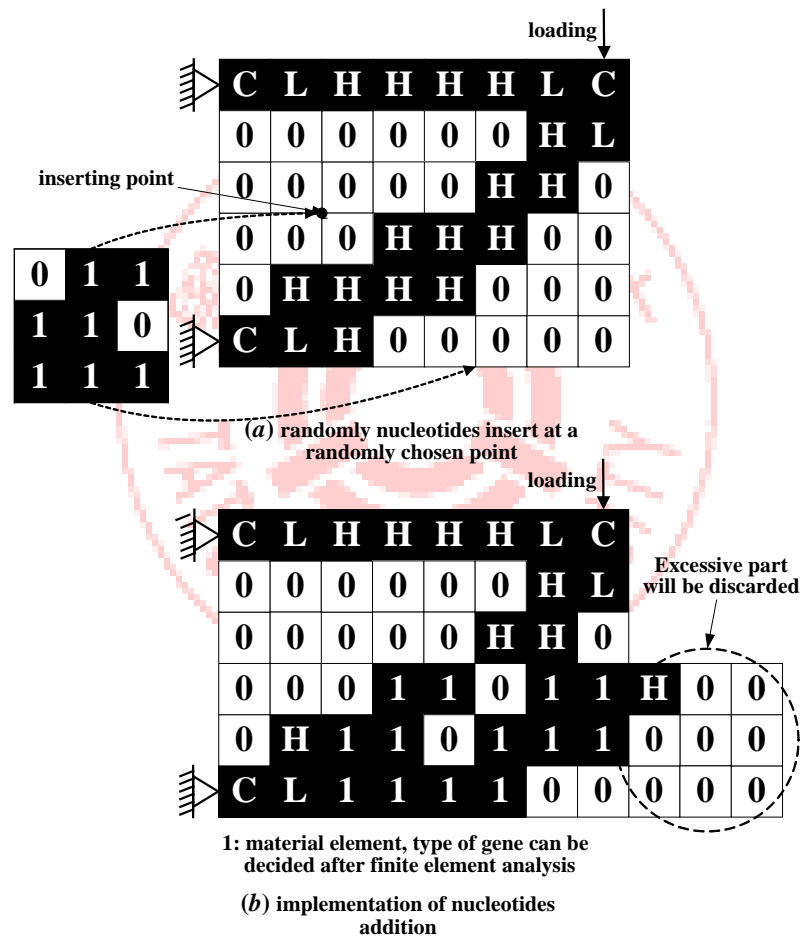 loading
C L H H H H L C
0 0 0 0 0 0 H L
inserting point
0 0 0 0 0 H H 0
0 0 0 H H H 0 0
0 1 1
0 H H H H 0 0 0
1 1 0
C L H 0 0 0 0 0
1 1 1
(a) randomly nucleotides insert at a
randomly chosen point
loading
C L H H H H L C
Excessive part
will be discarded
0 0 0 0 0 0 H L
0 0 0 0 0 H H 0
0 0 0 1 1 0 1 1 H 0 0
0 H 1 1 0 1 1 1 0 0 0
C L 1 1 1 1 0 0 0 0 0
1: material element, type of gene can be
decided after finite element analysis
(b) implementation of nucleotides
addition